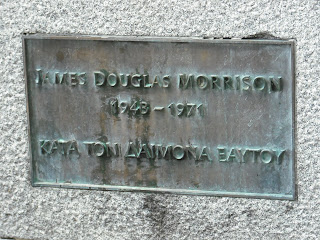 JAMES DOUGLAS MORRISON
1943 – 1971
ΚΑΤΑ ΤΟΝ ΔΑΙΜΟΝΑ ΕΑΥΤΟΥ